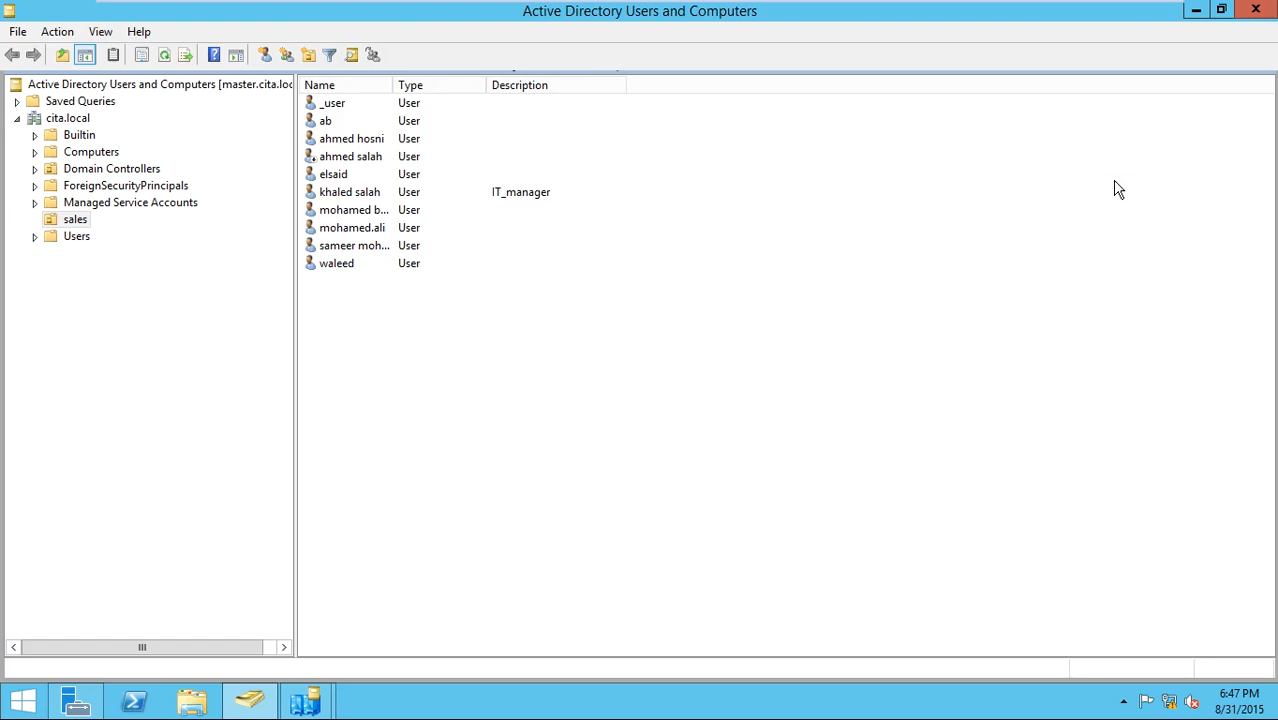 Active Directory Users and Computers
File Action View Help
Active Directory Users and Computers [master.cita.loc
Saved Queries
cita.local
Builtin
Computers
Domain Controllers
ForeignSecurityPrincipals
Managed Service Accounts
sales
Users
Name Type Description
_user User
ab User
ahmed hosni User
ahmed salah User
elsaid User
khaled salah User IT_manager
mohamed b... User
mohamed.ali User
sameer moh... User
waleed User
6:47 PM
8/31/2015